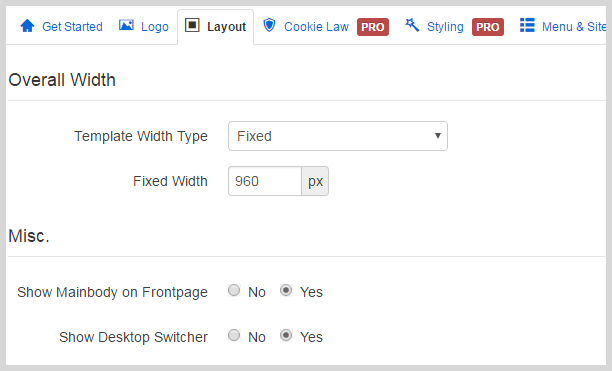 Get Started Logo Layout Cookie Law PRO Styling PRO Menu & Site
Overall Width
Template Width Type Fixed
Fixed Width 960 px
Misc.
Show Mainbody on Frontpage No Yes
Show Desktop Switcher No Yes